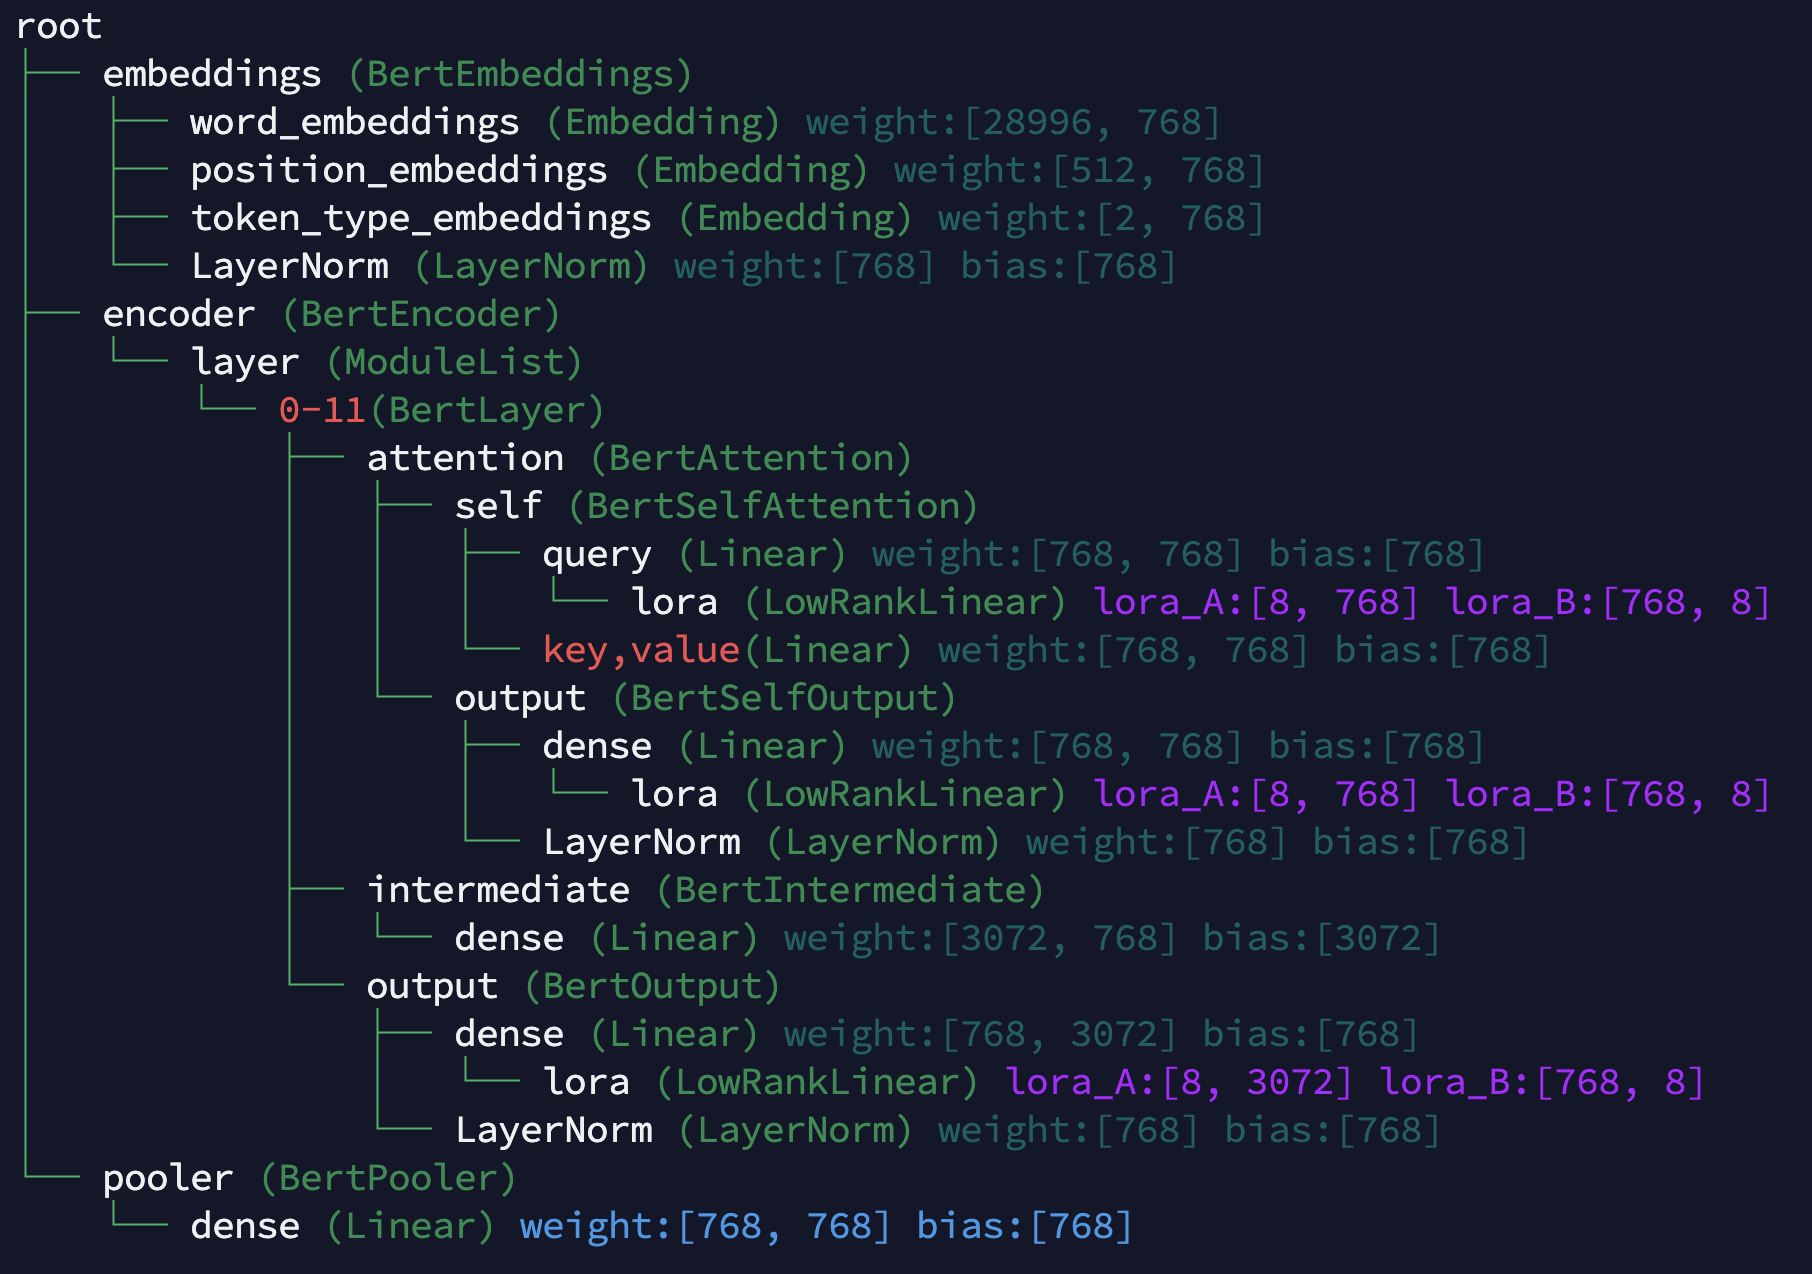 root
embeddings (BertEmbeddings)
word_embeddings (Embedding) weight:[28996, 768]
position_embeddings (Embedding) weight:[512, 768]
token_type_embeddings (Embedding) weight:[2, 768]
LayerNorm (LayerNorm) weight:[768] bias:[768]
encoder (BertEncoder)
layer (ModuleList)
0-11(BertLayer)
attention (BertAttention)
self (BertSelfAttention)
query (Linear) weight:[768, 768] bias:[768]
lora (LowRankLinear) lora_A:[8, 768] lora_B:[768, 8]
key,value(Linear) weight:[768, 768] bias:[768]
output (BertSelfOutput)
dense (Linear) weight:[768, 768] bias:[768]
lora (LowRankLinear) lora_A:[8, 768] lora_B:[768, 8]
LayerNorm (LayerNorm) weight:[768] bias:[768]
intermediate (BertIntermediate)
dense (Linear) weight:[3072, 768] bias:[3072]
output (BertOutput)
dense (Linear) weight:[768, 3072] bias:[768]
lora (LowRankLinear) lora_A:[8, 3072] lora_B:[768, 8]
LayerNorm (LayerNorm) weight:[768] bias:[768]
pooler (BertPooler)
dense (Linear) weight:[768, 768] bias:[768]